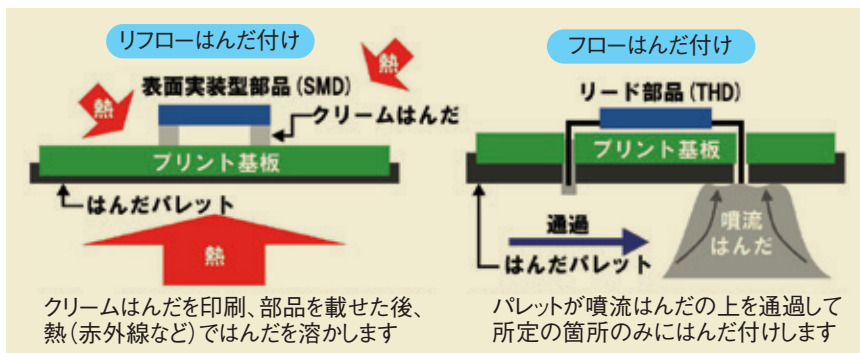 リフローはんだ付け
熱
熱
表面実装型部品(SMD)
クリームはんだ
プリント基板
はんだパレット
熱
クリームはんだを印刷、部品を載せた後、
熱(赤外線など)ではんだを溶かします
フローはんだ付け
リード部品(THD)
プリント基板
通過
はんだパレット
噴流
はんだ
パレットが噴流はんだの上を通過して
所定の箇所のみにはんだ付けします